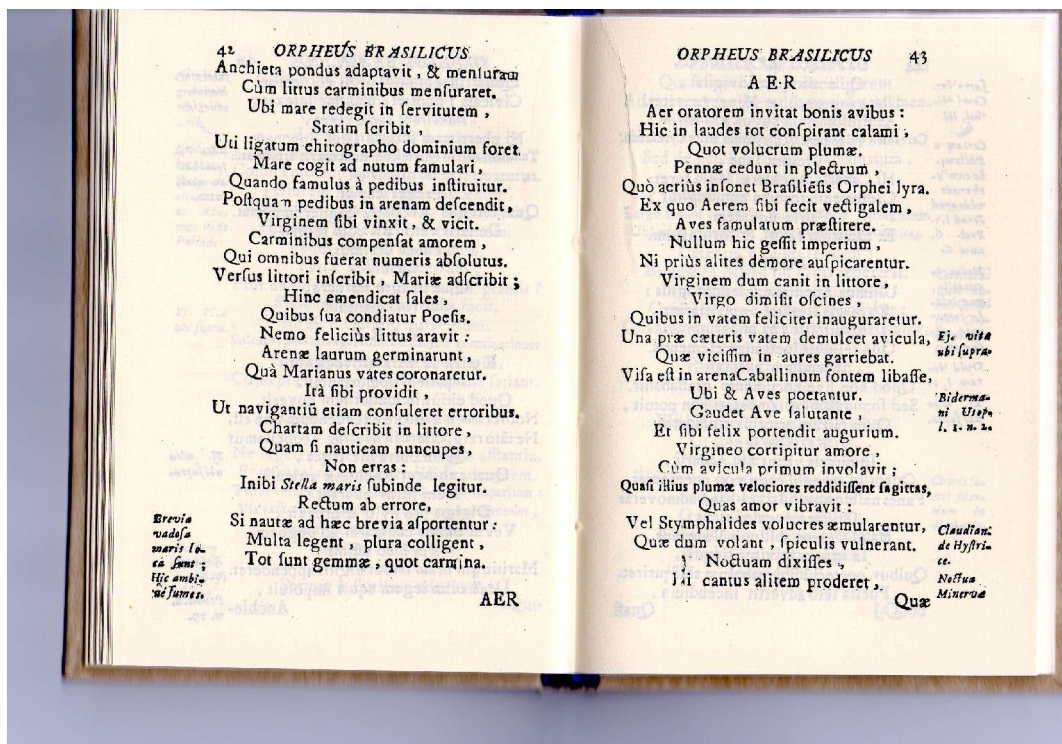 42 ORPHEUS BRASILICUS
Anchieta pondus adaptavit, & menſuram
Cùm littus carminibus menſuraret.
Ubi mare redegit in ſervitutem,
Statim ſcribit,
Uti ligatum chirographo dominium foret.
Mare cogit ad nutum famulari,
Quando famulus à pedibus inſtituitur.
Poſtquam pedibus in arenam deſcendit,
Virginem ſibi vinxit, & vicit.
Carminibus compenſat amorem,
Qui omnibus fuerat numeris abſolutus.
Verſus littori inſcribit, Mariæ adſcribit;
Hinc emendicat ſales,
Quibus ſua condiatur Poeſis.
Nemo feliciùs littus aravit:
Arenæ laurum germinarunt,
Quà Marianus vates coronaretur.
Ità ſibi providit,
Ut navigantiũ etiam conſuleret erroribus.
Chartam deſcribit in littore,
Quam ſi nauticam nuncupes,
Non erras:
Inibi Stella maris ſubinde legitur.
Rectum ab errore.
Si nautæ ad hæc brevia aſportentur:
Multa legent, plura colligent,
Tot ſunt gemmæ, quot carmina.
Brevia
vadoſa
maris lo-
ca ſunt;
Hic ambi-
uè ſumes.
AER
ORPHEUS BRASILICUS 43
AER
Aer oratorem invitat bonis avibus:
Hic in laudes tot conſpirant calami,
Quot volucrum plumæ.
Pennæ cedunt in plectrum,
Quò acriùs inſonet Braſiliẽſis Orphei lyra.
Ex quo Aerem ſibi fecit vectigalem,
Aves famulatum præſtirere.
Nullum hic geſſit imperium,
Ni priùs alites de more auſpicarentur.
Virginem dum canit in littore,
Virgo dimiſit oſcines,
Quibus in vatem feliciter inauguraretur.
Una præ cæteris vatem demulcet avicula,
Quæ viciſſim in aures garriebat.
Viſa eſt in arena Caballinum fontem libaſſe,
Ubi & Aves poetantur.
Gaudet Ave ſalutante,
Et ſibi felix portendit augurium.
Virgineo corripitur amore,
Cùm avicula primum involavit;
Quaſi illius plumæ velociores reddidiſſent ſagittas,
Quas amor vibravit:
Vel Stymphalides volucres æmularentur,
Quæ dum volant, ſpiculis vulnerant.
Noctuam dixiſſes,
cantus alitem proderet,
Ej. vita
ubi ſupra.
Biderma-
ni Utop.
l. 1. n. 2.
Claudian:
de Hyſtri-
ce.
Noctua
Minervæ
Quæ